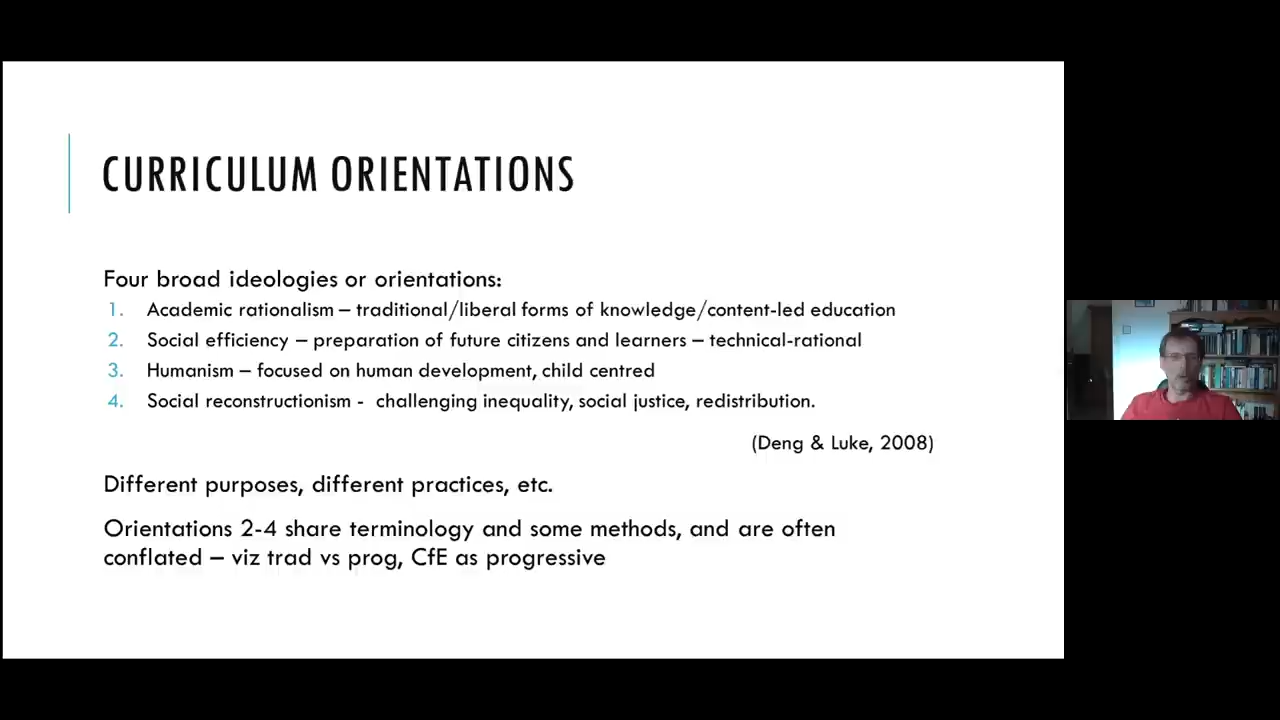 CURRICULUM ORIENTATIONS
Four broad ideologies or orientations:
1. Academic rationalism – traditional/liberal forms of knowledge/content-led education
2. Social efficiency – preparation of future citizens and learners – technical-rational
3. Humanism – focused on human development, child centred
4. Social reconstructionism - challenging inequality, social justice, redistribution.
(Deng & Luke, 2008)
Different purposes, different practices, etc.
Orientations 2-4 share terminology and some methods, and are often
conflated – viz trad vs prog, CfE as progressive